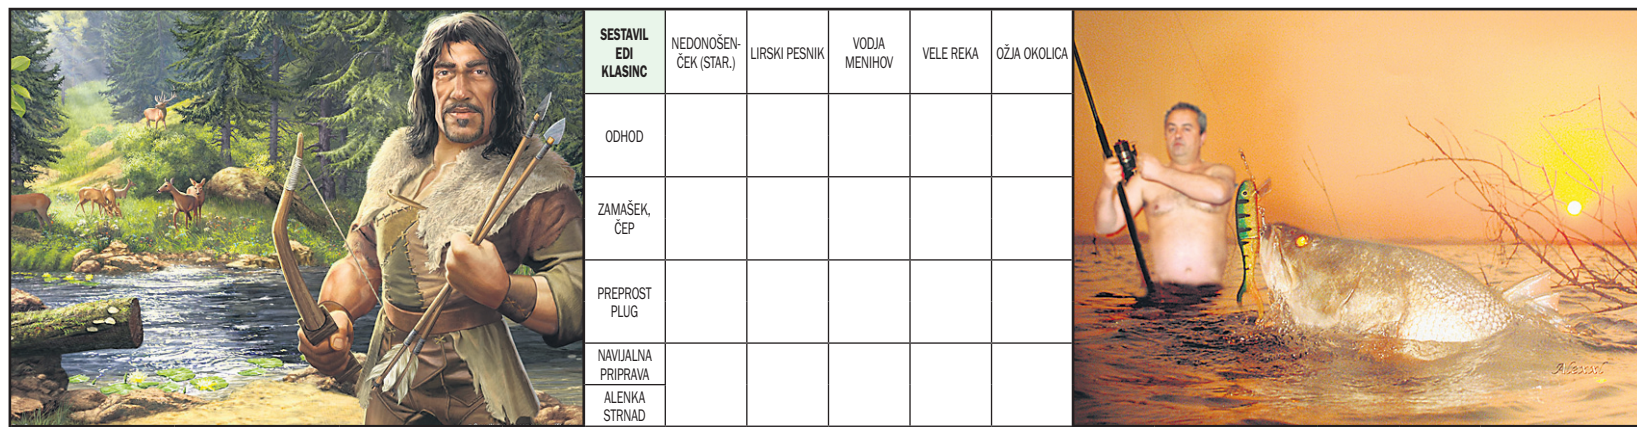 SESTAVIL
EDI
KLASINC
NEDONOŠEN-
ČEK (STAR.)
LIRSKI PESNIK
VODJA
MENIHOV
VELE REKA
OŽJA OKOLICA
ODHOD
ZAMAŠEK,
ČEP
PREPROST
PLUG
NAVIJALNA
PRIPRAVA
ALENKA
STRNAD